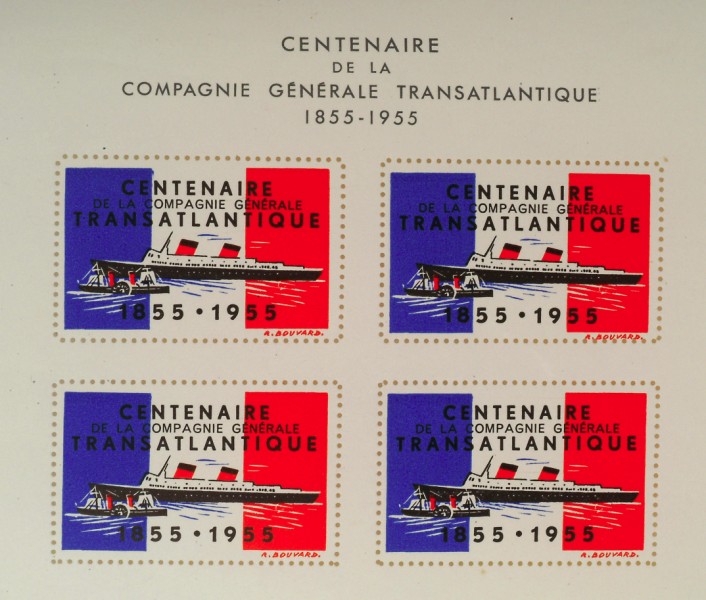 CENTENAIRE
DE LA
COMPAGNIE GÉNÉRALE TRANSATLANTIQUE
1855-1955
CENTENAIRE
DE LA COMPAGNIE GÉNÉRALE
TRANSATLANTIQUE
1855•1955
A. BOUVARD.
CENTENAIRE
DE LA COMPAGNIE GÉNÉRALE
TRANSATLANTIQUE
1855•1955
A. BOUVARD.
CENTENAIRE
DE LA COMPAGNIE GÉNÉRALE
TRANSATLANTIQUE
1855•1955
A. BOUVARD.
CENTENAIRE
DE LA COMPAGNIE GÉNÉRALE
TRANSATLANTIQUE
1855•1955
A. BOUVARD.